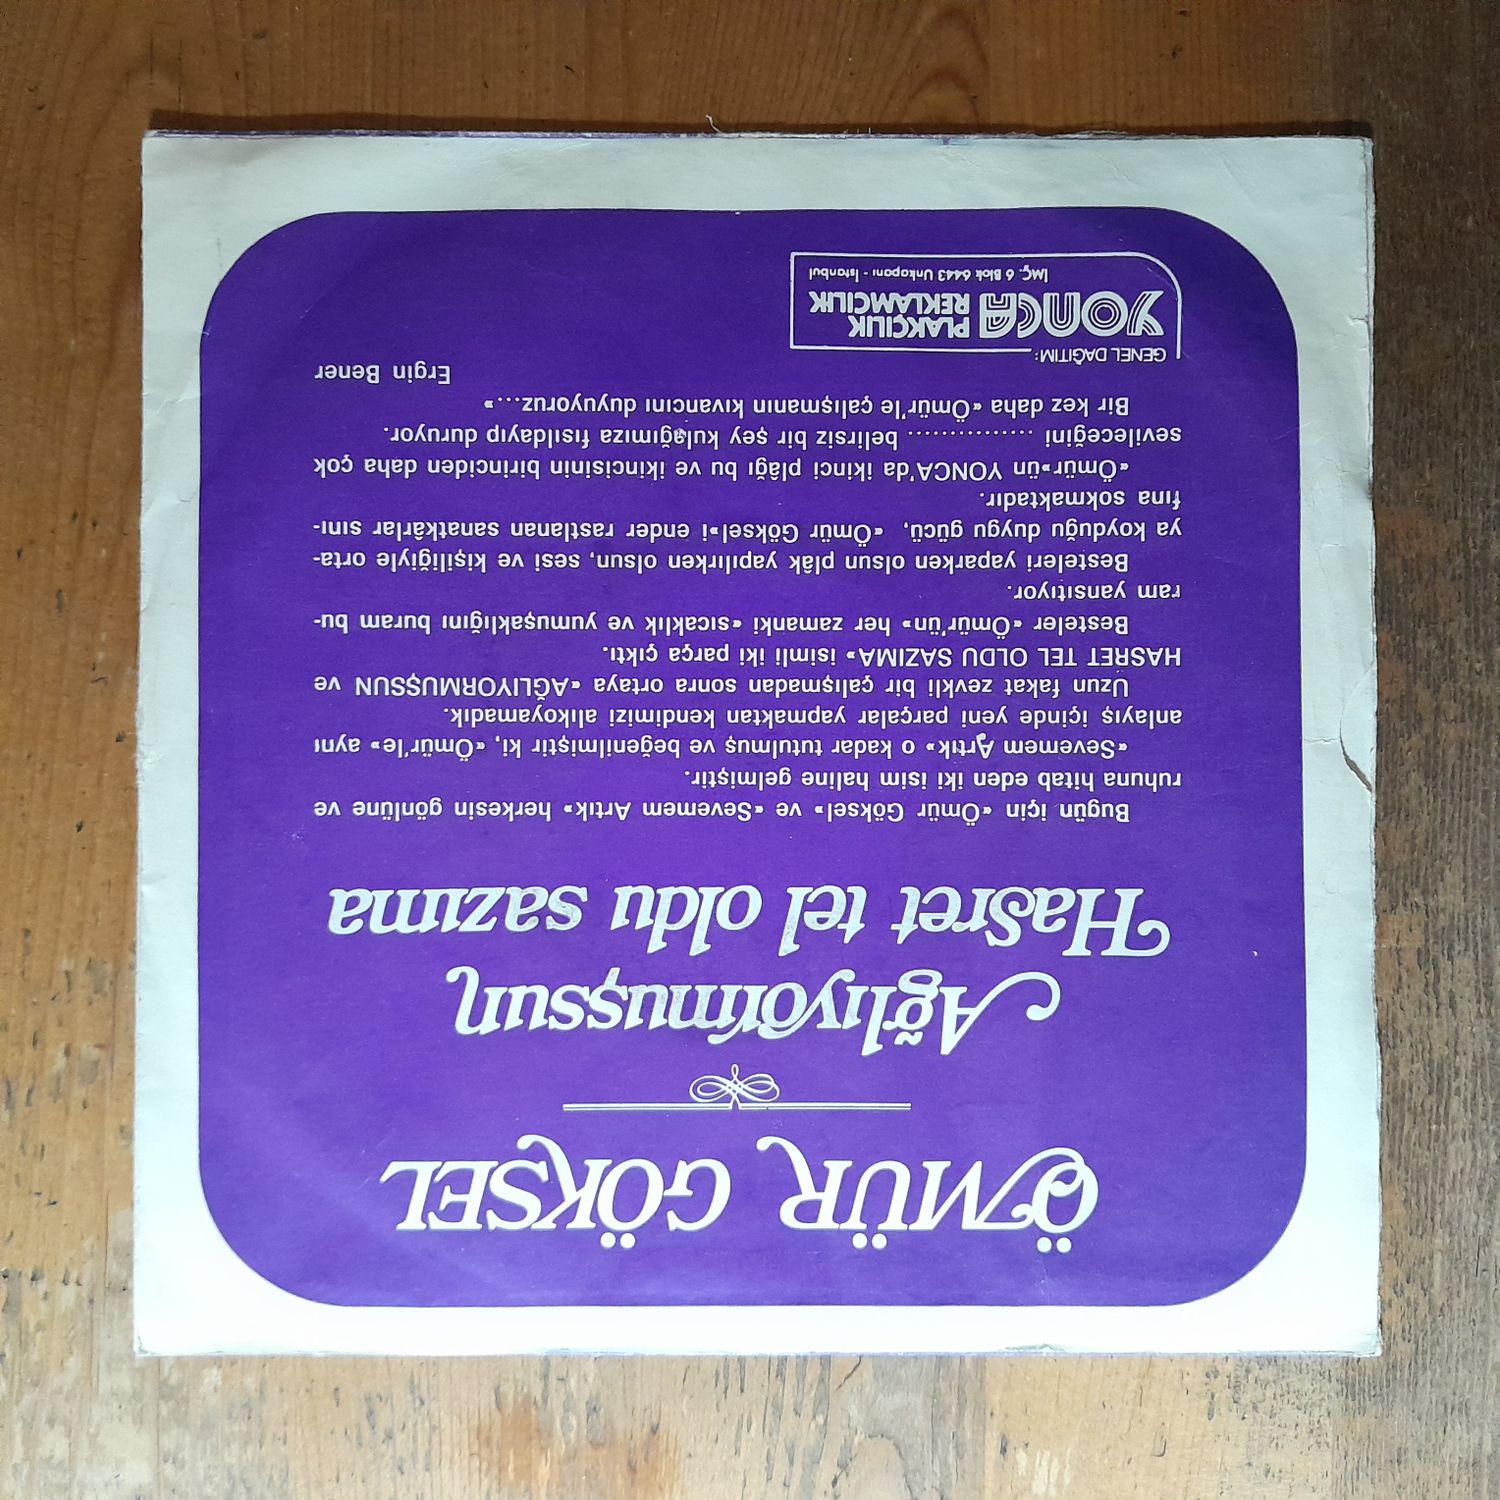 ÖMÜR GÖKSEL
Ağlıyormuşsun
Hasret tel oldu sazıma
Bugün için «Ömür Göksel» ve «Sevemem Artık» herkesin gönlüne ve
ruhuna hitab eden iki isim haline gelmiştir.
«Sevemem Artık» o kadar tutulmuş ve beğenilmiştir ki, «Ömür'le» aynı
anlayış içinde yeni parçalar yapmaktan kendimizi alıkoyamadık.
Uzun fakat zevkli bir çalışmadan sonra ortaya «AĞLIYORMUŞSUN ve
HASRET TEL OLDU SAZIMA» isimli iki parça çıktı.
Besteler «Ömür'ün» her zamanki «sıcaklık ve yumuşaklığını buram bu-
ram yansıtıyor.
Besteleri yaparken olsun plâk yapılırken olsun, sesi ve kişiliğiyle orta-
ya koyduğu duygu gücü, «Ömür Göksel»i ender rastlanan sanatkârlar sını-
fına sokmaktadır.
«Ömür»ün YONCA'da ikinci plâğı bu ve ikincisinin birinciden daha çok
sevileceğini ............... belirsiz bir şey kulağımıza fısıldayıp duruyor.
Bir kez daha «Ömür'le çalışmanın kıvancını duyuyoruz...»
Ergin Bener
GENEL DAĞITIM:
YONCA PLAKÇILIK
REKLAMCILIK
İMÇ. 6 Blok 6443 Unkapanı - İstanbul